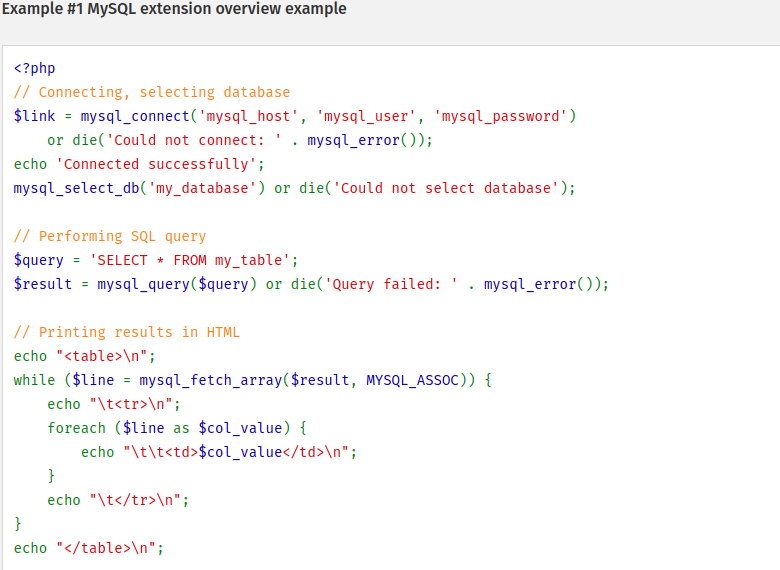 Example #1 MySQL extension overview example
<?php
// Connecting, selecting database
$link = mysql_connect('mysql_host', 'mysql_user', 'mysql_password')
    or die('Could not connect: ' . mysql_error());
echo 'Connected successfully';
mysql_select_db('my_database') or die('Could not select database');

// Performing SQL query
$query = 'SELECT * FROM my_table';
$result = mysql_query($query) or die('Query failed: ' . mysql_error());

// Printing results in HTML
echo "<table>\n";
while ($line = mysql_fetch_array($result, MYSQL_ASSOC)) {
    echo "\t<tr>\n";
    foreach ($line as $col_value) {
        echo "\t\t<td>$col_value</td>\n";
    }
    echo "\t</tr>\n";
}
echo "</table>\n";